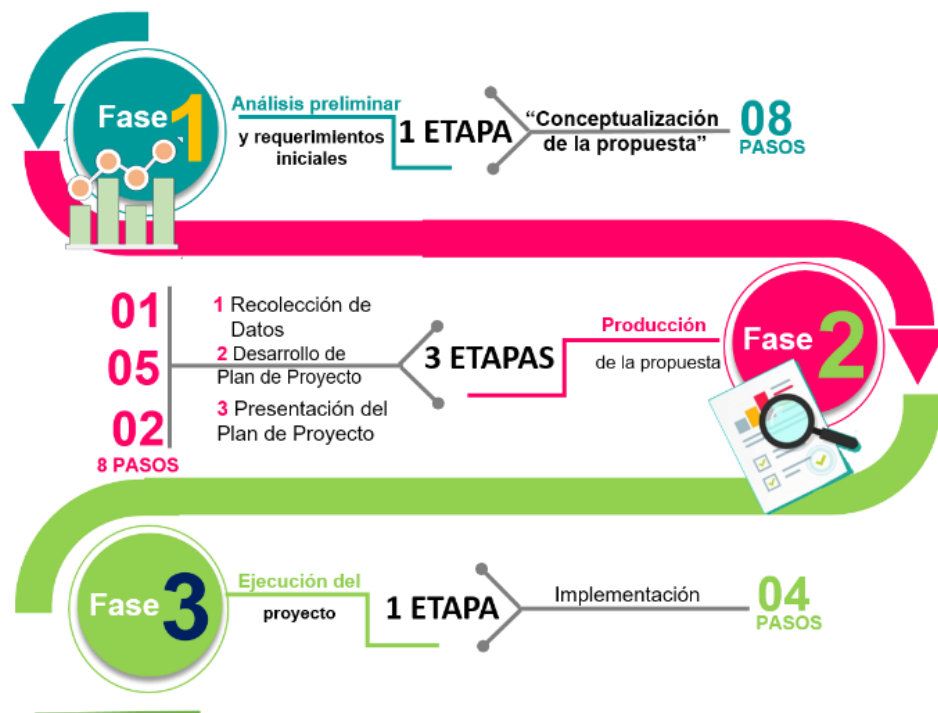 Fase 1
Análisis preliminar
y requerimientos
iniciales
1 ETAPA
“Conceptualización
de la propuesta”
08
PASOS
01
05
02
8 PASOS
1 Recolección de
Datos
2 Desarrollo de
Plan de Proyecto
3 Presentación del
Plan de Proyecto
3 ETAPAS
Producción
de la propuesta
Fase 2
Fase 3
Ejecución del
proyecto
1 ETAPA
Implementación
04
PASOS